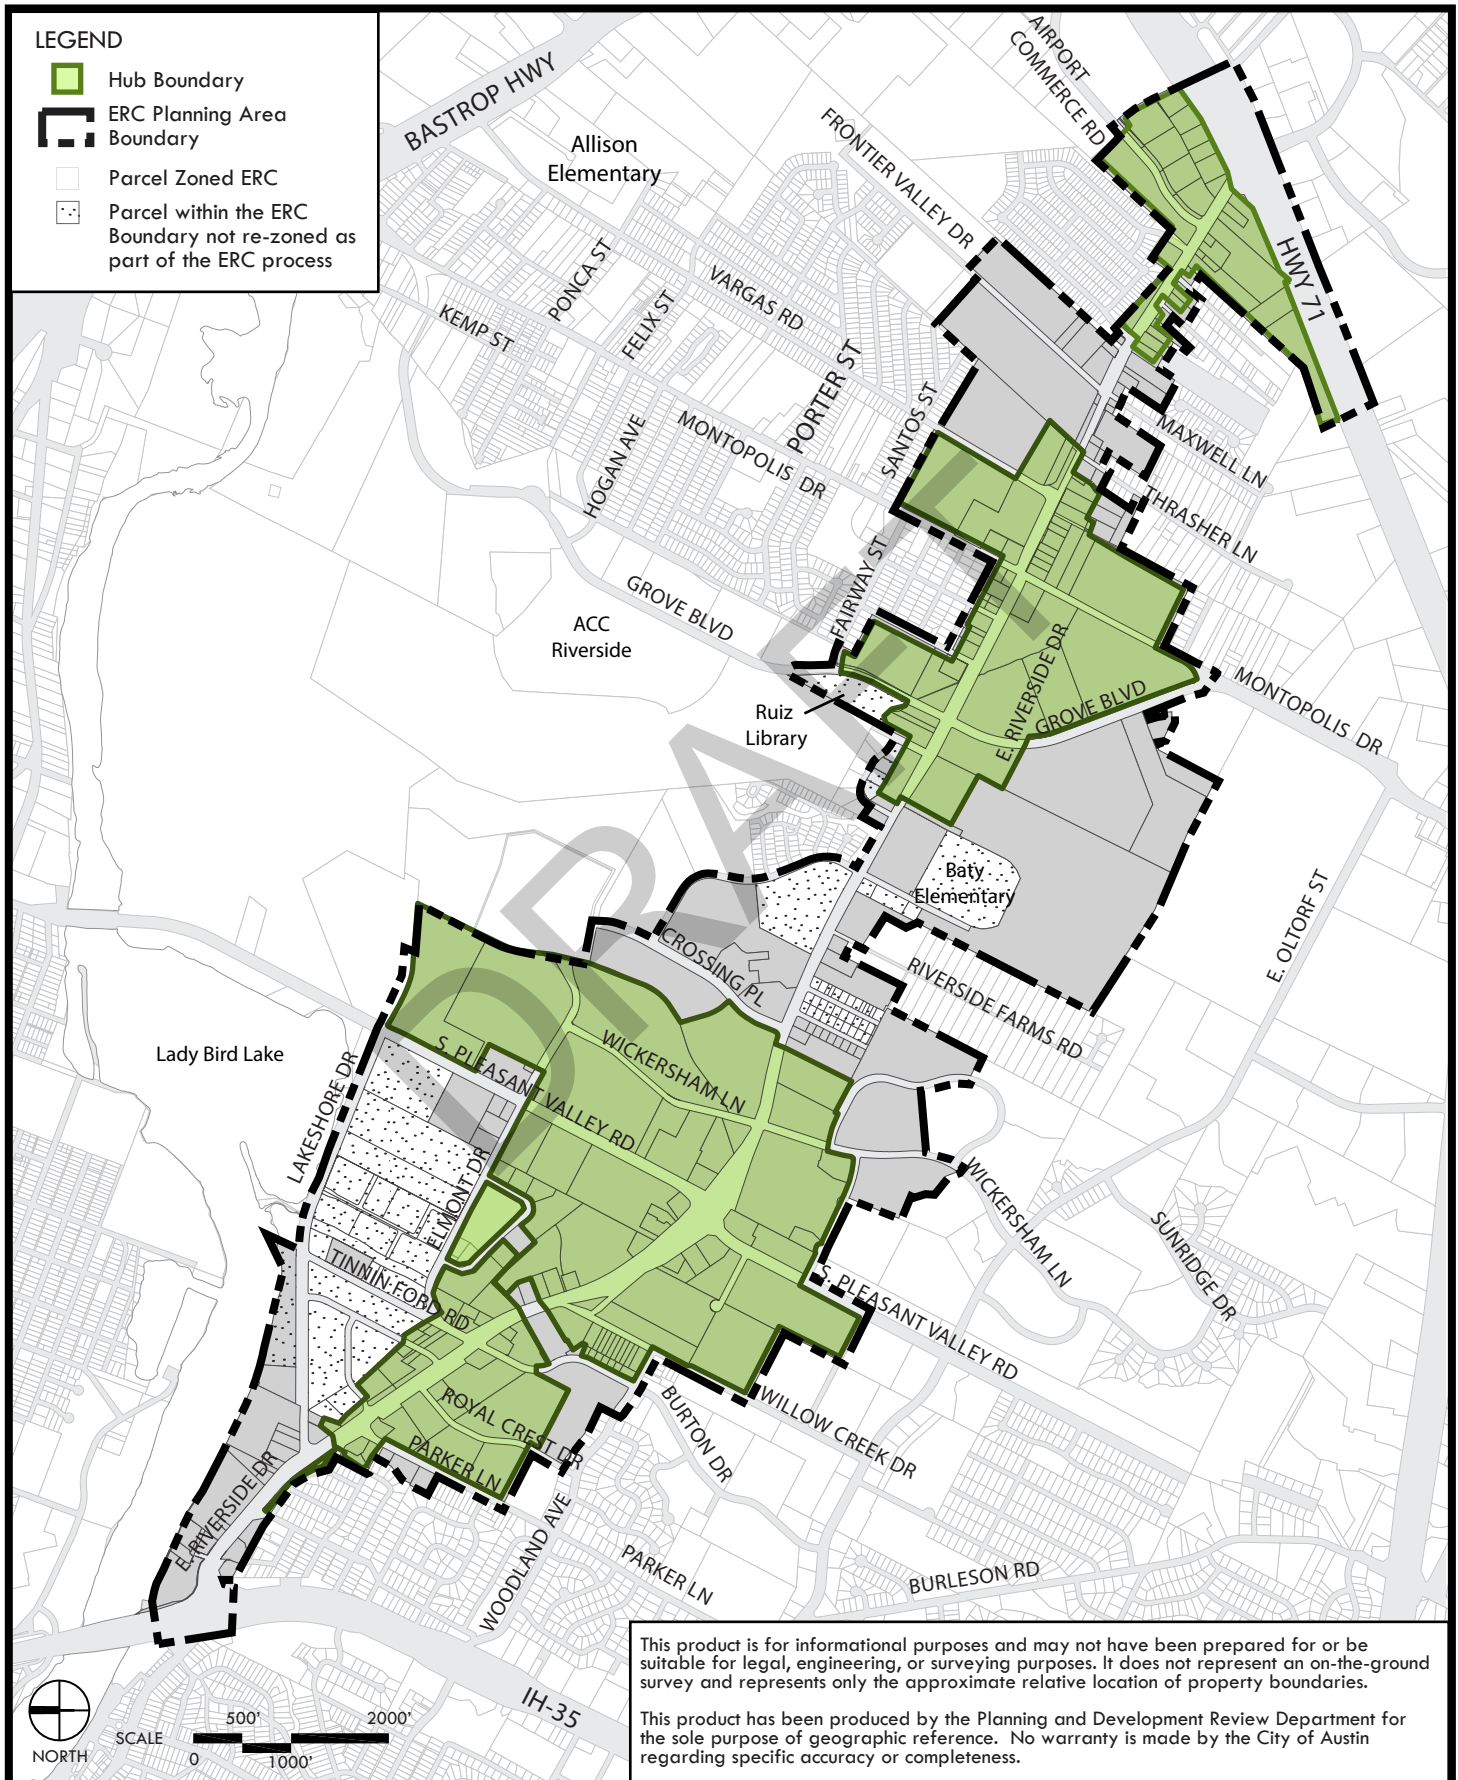 LEGEND
Hub Boundary
ERC Planning Area
Boundary
Parcel Zoned ERC
Parcel within the ERC
Boundary not re-zoned as
part of the ERC process
BASTROP HWY
AIRPORT
COMMERCE RD
Allison
Elementary
FRONTIER VALLEY DR
HWY 71
PONCA ST
VARGAS RD
KEMP ST
FELIX ST
PORTER ST
SANTOS ST
MAXWELL LN
HOGAN AVE
MONTOPOLIS DR
THRASHER LN
FAIRWAY ST
GROVE BLVD
ACC
Riverside
E. RIVERSIDE DR
GROVE BLVD
MONTOPOLIS DR
Ruiz
Library
DRAFT
Baty
Elementary
E. OLTORF ST
CROSSING PL
RIVERSIDE FARMS RD
Lady Bird Lake
LAKESHORE DR
S. PLEASANT VALLEY RD
WICKERSHAM LN
ELMONT DR
WICKERSHAM LN
SUNRIDGE DR
TINNIN FORD RD
S. PLEASANT VALLEY RD
ROYAL CREST DR
PARKER LN
BURTON DR
WILLOW CREEK DR
E. RIVERSIDE DR
WOODLAND AVE
PARKER LN
BURLESON RD
IH-35
NORTH
SCALE
500'
2000'
0
1000'
This product is for informational purposes and may not have been prepared for or be
suitable for legal, engineering, or surveying purposes. It does not represent an on-the-ground
survey and represents only the approximate relative location of property boundaries.
This product has been produced by the Planning and Development Review Department for
the sole purpose of geographic reference. No warranty is made by the City of Austin
regarding specific accuracy or completeness.